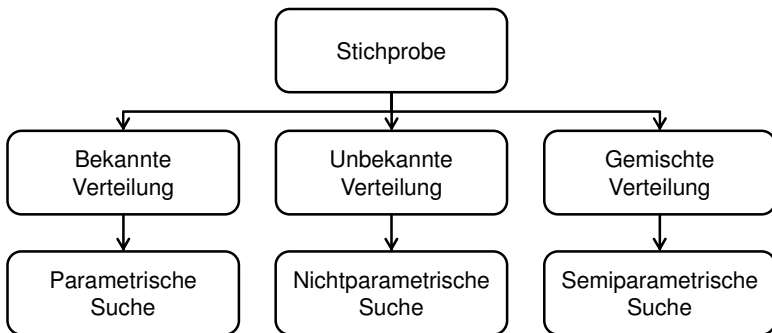 Stichprobe
Bekannte
Verteilung
Unbekannte
Verteilung
Gemischte
Verteilung
Parametrische
Suche
Nichtparametrische
Suche
Semiparametrische
Suche